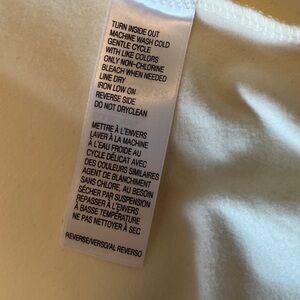 TURN INSIDE OUT
MACHINE WASH COLD
GENTLE CYCLE
WITH LIKE COLORS
ONLY NON-CHLORINE
BLEACH WHEN NEEDED
LINE DRY
IRON LOW ON
REVERSE SIDE
DO NOT DRYCLEAN
METTRE À L'ENVERS
LAVER À LA MACHINE
À L'EAU FROIDE AU
CYCLE DÉLICAT AVEC
DES COULEURS SIMILAIRES
AGENT DE BLANCHIMENT
SANS CHLORE, AU BESOIN
SÉCHER PAR SUSPENSION
REPASSER À L'ENVERS
À BASSE TEMPÉRATURE
NE PAS NETTOYER À SEC
REVERSE/VERSO/AL REVERSO